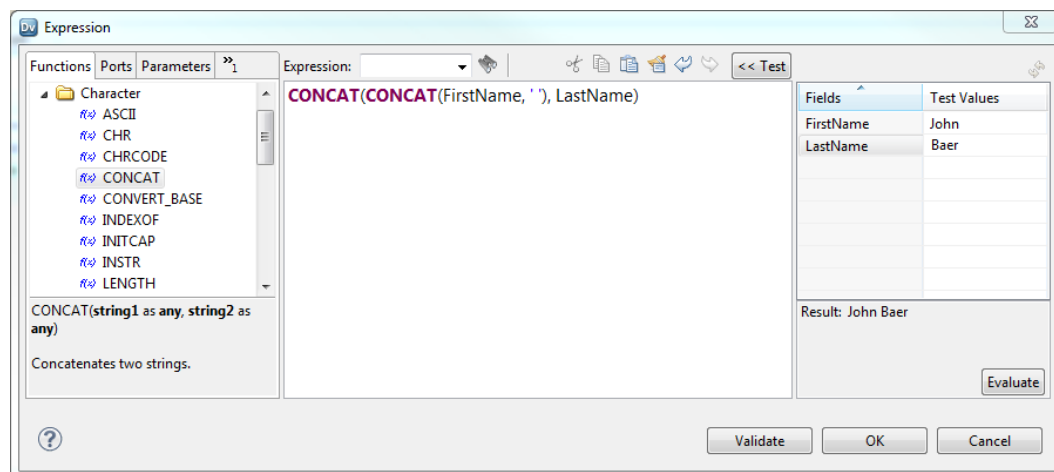 Dv Expression
Functions Ports Parameters »1
Expression:
<< Test
Character
f(x) ASCII
f(x) CHR
f(x) CHRCODE
f(x) CONCAT
f(x) CONVERT_BASE
f(x) INDEXOF
f(x) INITCAP
f(x) INSTR
f(x) LENGTH
CONCAT(string1 as any, string2 as
any)
Concatenates two strings.
CONCAT(CONCAT(FirstName, ' '), LastName)
Fields Test Values
FirstName John
LastName Baer
Result: John Baer
Evaluate
? Validate OK Cancel